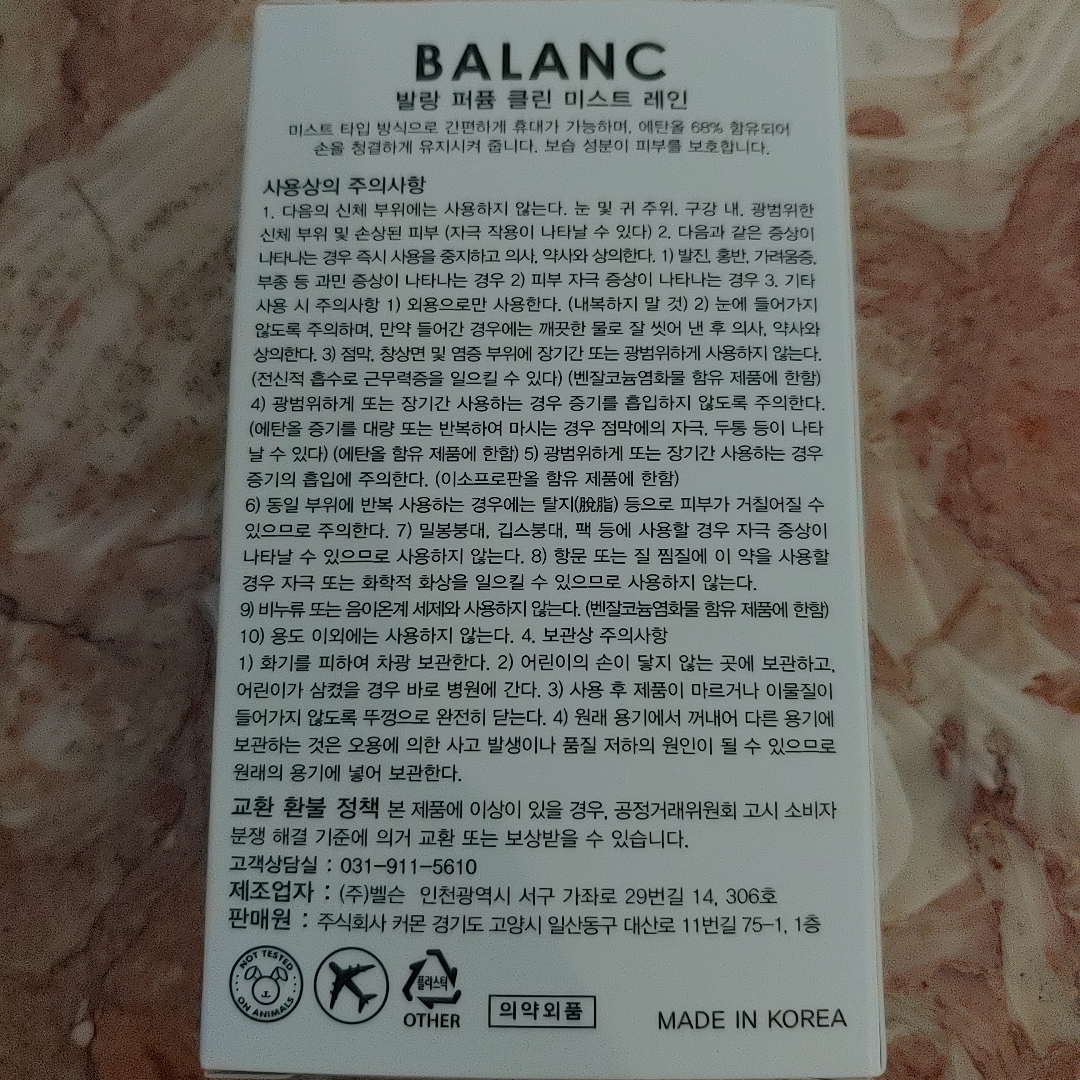 BALANC
발랑 퍼퓸 클린 미스트 레인
미스트 타입 방식으로 간편하게 휴대가 가능하며, 에탄올 68% 함유되어
손을 청결하게 유지시켜 줍니다. 보습 성분이 피부를 보호합니다.
사용상의 주의사항
1. 다음의 신체 부위에는 사용하지 않는다. 눈 및 귀 주위, 구강 내, 광범위한
신체 부위 및 손상된 피부 (자극 작용이 나타날 수 있다) 2. 다음과 같은 증상이
나타나는 경우 즉시 사용을 중지하고 의사, 약사와 상의한다. 1) 발진, 홍반, 가려움증,
부종 등 과민 증상이 나타나는 경우 2) 피부 자극 증상이 나타나는 경우 3. 기타
사용 시 주의사항 1) 외용으로만 사용한다. (내복하지 말 것) 2) 눈에 들어가지
않도록 주의하며, 만약 들어간 경우에는 깨끗한 물로 잘 씻어 낸 후 의사, 약사와
상의한다. 3) 점막, 창상면 및 염증 부위에 장기간 또는 광범위하게 사용하지 않는다.
(전신적 흡수로 근무력증을 일으킬 수 있다) (벤잘코늄염화물 함유 제품에 한함)
4) 광범위하게 또는 장기간 사용하는 경우 증기를 흡입하지 않도록 주의한다.
(에탄올 증기를 대량 또는 반복하여 마시는 경우 점막에의 자극, 두통 등이 나타
날 수 있다) (에탄올 함유 제품에 한함) 5) 광범위하게 또는 장기간 사용하는 경우
증기의 흡입에 주의한다. (이소프로판올 함유 제품에 한함)
6) 동일 부위에 반복 사용하는 경우에는 탈지(脫脂) 등으로 피부가 거칠어질 수
있으므로 주의한다. 7) 밀봉붕대, 깁스붕대, 팩 등에 사용할 경우 자극 증상이
나타날 수 있으므로 사용하지 않는다. 8) 항문 또는 질 찜질에 이 약을 사용할
경우 자극 또는 화학적 화상을 일으킬 수 있으므로 사용하지 않는다.
9) 비누류 또는 음이온계 세제와 사용하지 않는다. (벤잘코늄염화물 함유 제품에 한함)
10) 용도 이외에는 사용하지 않는다. 4. 보관상 주의사항
1) 화기를 피하여 차광 보관한다. 2) 어린이의 손이 닿지 않는 곳에 보관하고,
어린이가 삼켰을 경우 바로 병원에 간다. 3) 사용 후 제품이 마르거나 이물질이
들어가지 않도록 뚜껑으로 완전히 닫는다. 4) 원래 용기에서 꺼내어 다른 용기에
보관하는 것은 오용에 의한 사고 발생이나 품질 저하의 원인이 될 수 있으므로
원래의 용기에 넣어 보관한다.
교환 환불 정책 본 제품에 이상이 있을 경우, 공정거래위원회 고시 소비자
분쟁 해결 기준에 의거 교환 또는 보상받을 수 있습니다.
고객상담실 : 031-911-5610
제조업자 : (주)벨슨 인천광역시 서구 가좌로 29번길 14, 306호
판매원 : 주식회사 커몬 경기도 고양시 일산동구 대산로 11번길 75-1, 1층
NOT TESTED
ON ANIMALS
플라스틱
OTHER
의약외품
MADE IN KOREA